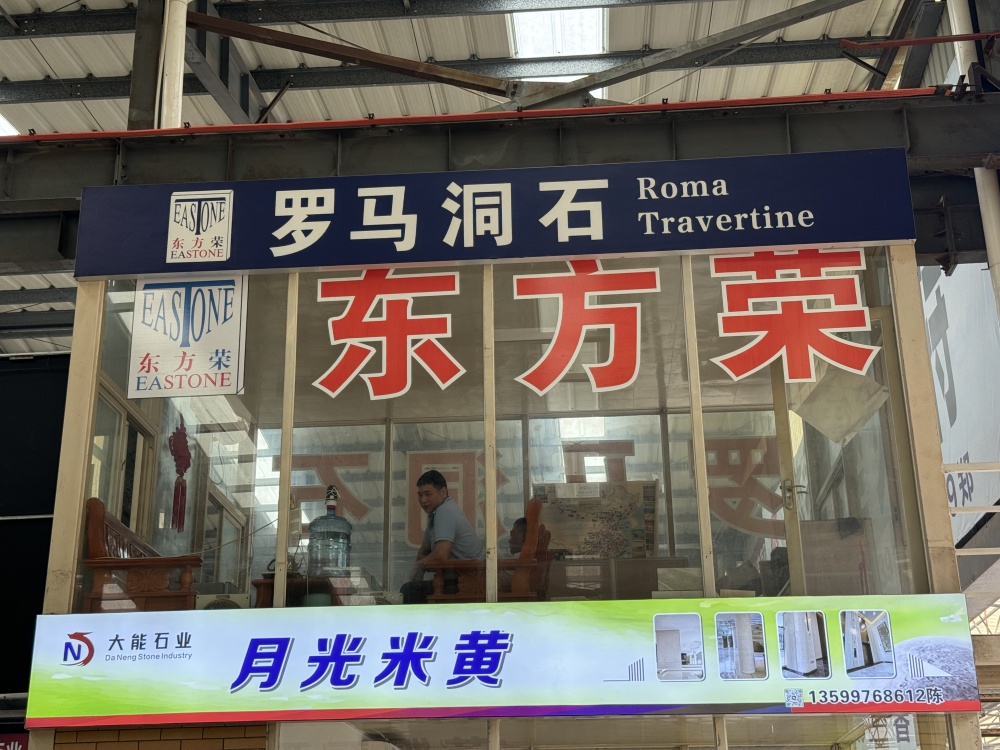 EASTONE
东方荣
EASTONE
罗马洞石
Roma
Travertine
EASTONE
东方荣
EASTONE
东方荣
大能石业
Da Neng Stone Industry
月光米黄
13599768612陈